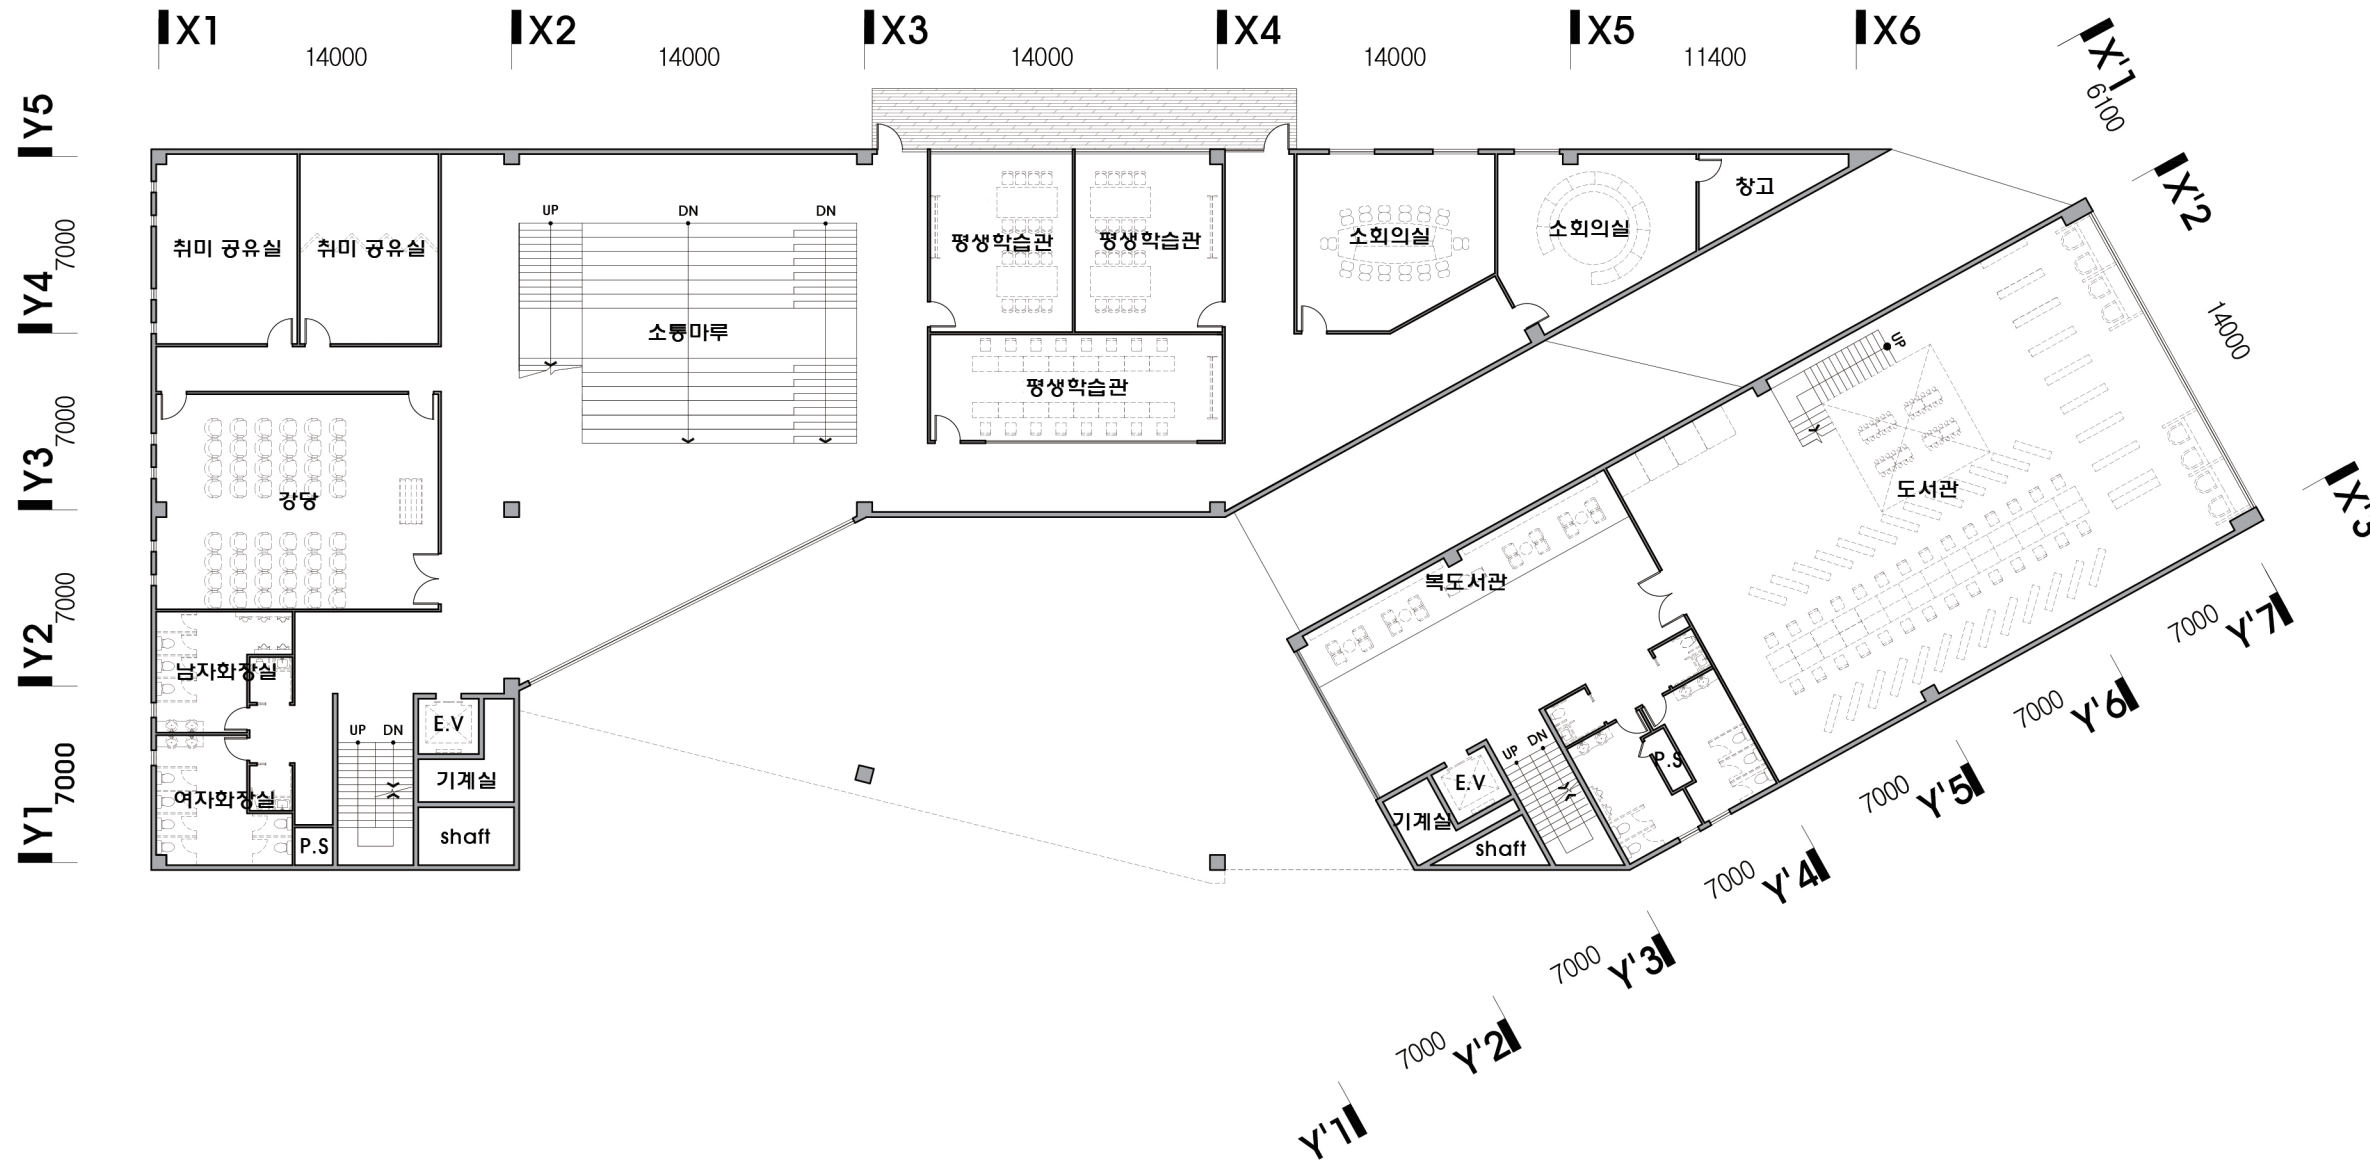 X1
X2
X3
X4
X5
X6
14000
14000
14000
14000
11400
X'1
6100
X'2
14000
X'3
Y5
7000
Y4
7000
Y3
7000
Y2
7000
Y1
취미 공유실
취미 공유실
UP
DN
DN
소통마루
평생학습관
평생학습관
평생학습관
소회의실
소회의실
창고
강당
남자화장실
여자화장실
P.S
UP
DN
E.V
기계실
shaft
복도서관
도서관
UP
UP
DN
E.V
기계실
shaft
P.S
7000
Y'7
7000
Y'6
7000
Y'5
7000
Y'4
7000
Y'3
7000
Y'2
Y'1